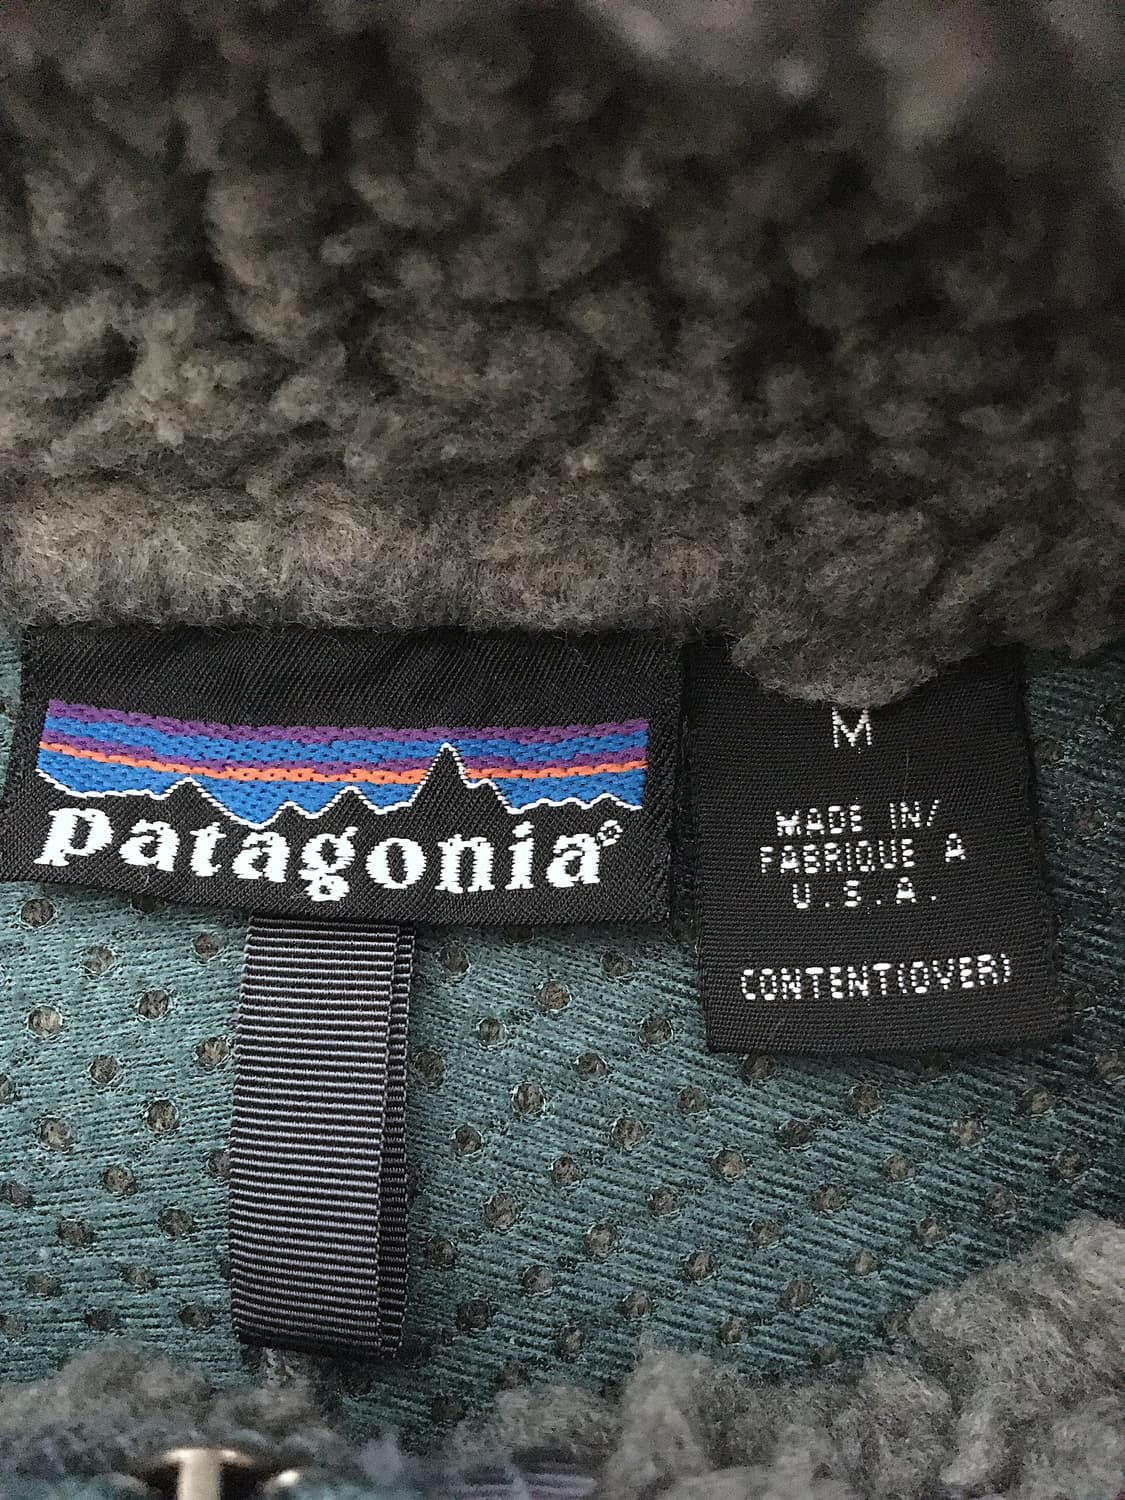 patagonia®
M
MADE IN/
FABRIQUE A
U.S.A.
CONTENT(OVER)